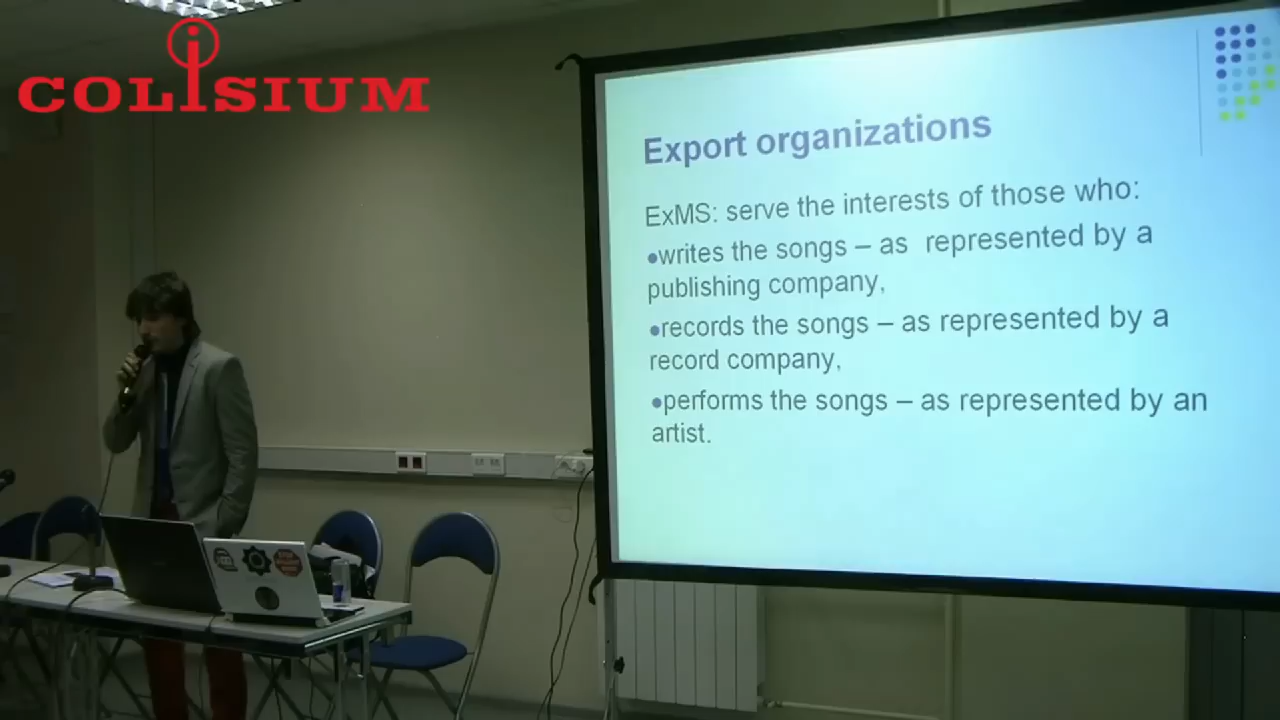 COLiSIUM
Export organizations
ExMS: serve the interests of those who:
•writes the songs – as represented by a
publishing company,
•records the songs – as represented by a
record company,
•performs the songs – as represented by an
artist.